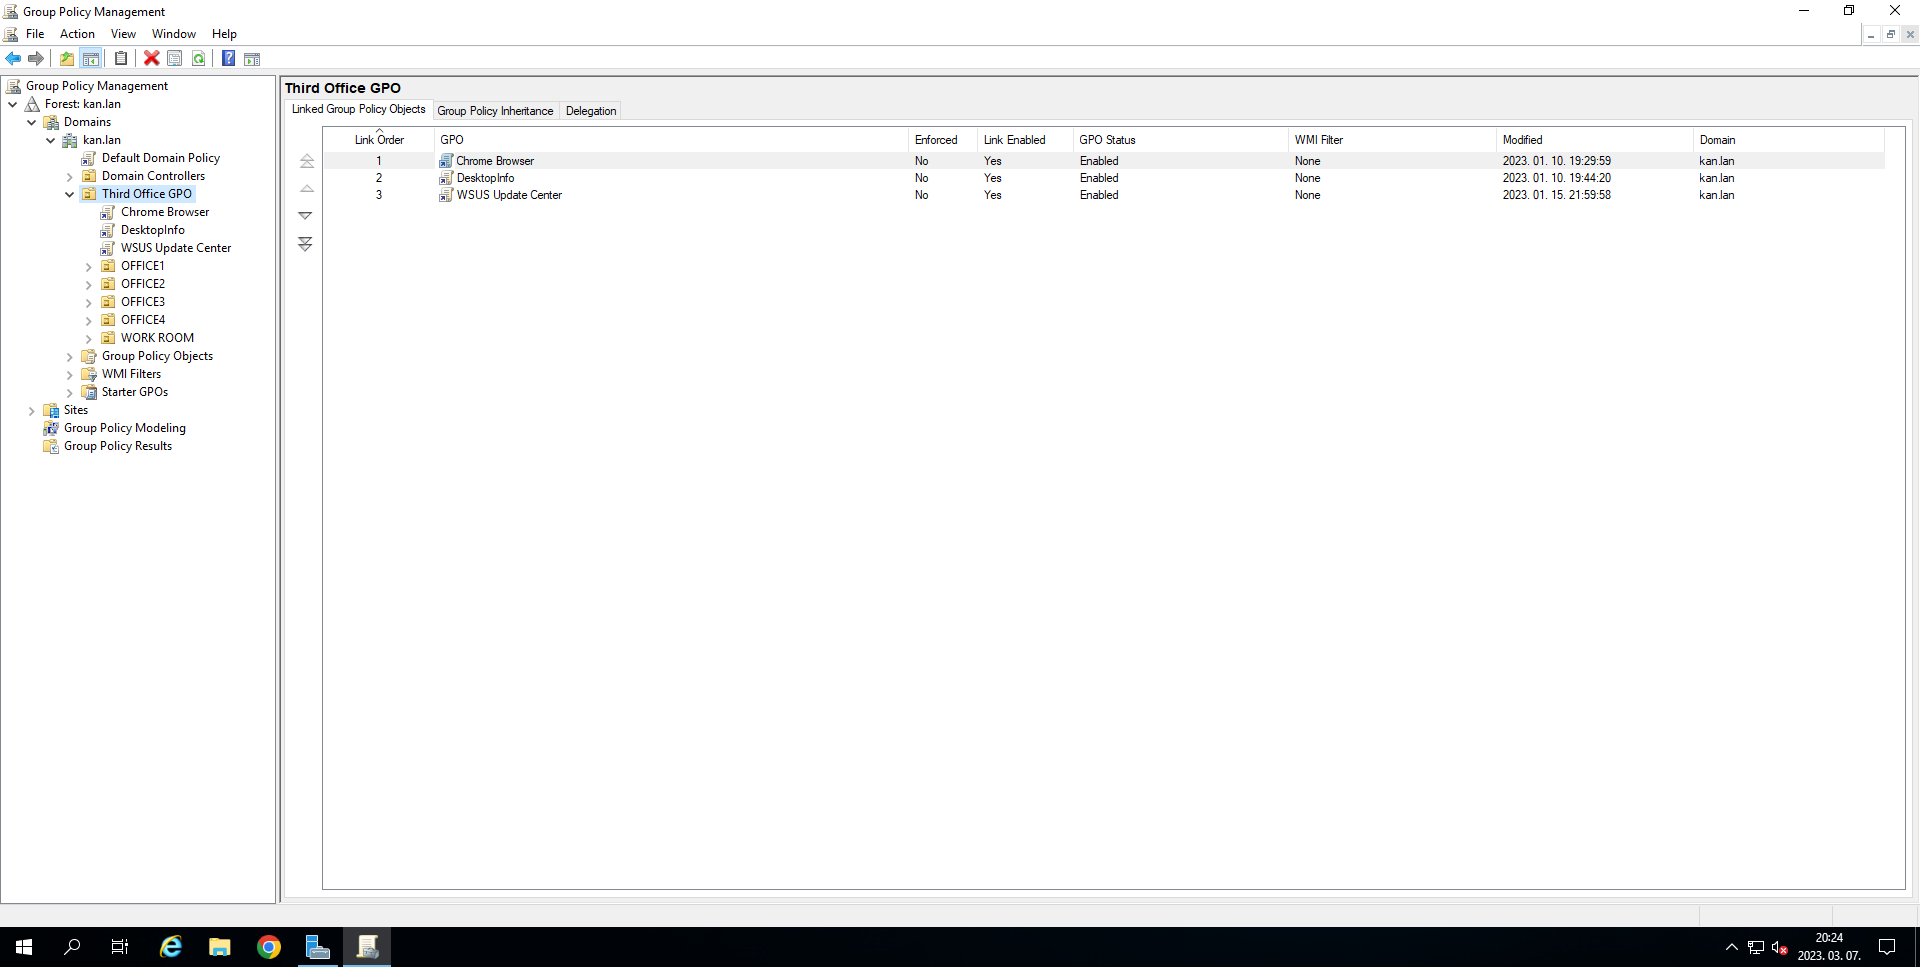 Group Policy Management
File Action View Window Help
Group Policy Management
Forest: kan.lan
Domains
kan.lan
Default Domain Policy
Domain Controllers
Third Office GPO
Chrome Browser
DesktopInfo
WSUS Update Center
OFFICE1
OFFICE2
OFFICE3
OFFICE4
WORK ROOM
Group Policy Objects
WMI Filters
Starter GPOs
Sites
Group Policy Modeling
Group Policy Results
Third Office GPO
Linked Group Policy Objects Group Policy Inheritance Delegation
Link Order GPO Enforced Link Enabled GPO Status WMI Filter Modified Domain
1 Chrome Browser No Yes Enabled None 2023. 01. 10. 19:29:59 kan.lan
2 DesktopInfo No Yes Enabled None 2023. 01. 10. 19:44:20 kan.lan
3 WSUS Update Center No Yes Enabled None 2023. 01. 15. 21:59:58 kan.lan
20:24
2023. 03. 07.